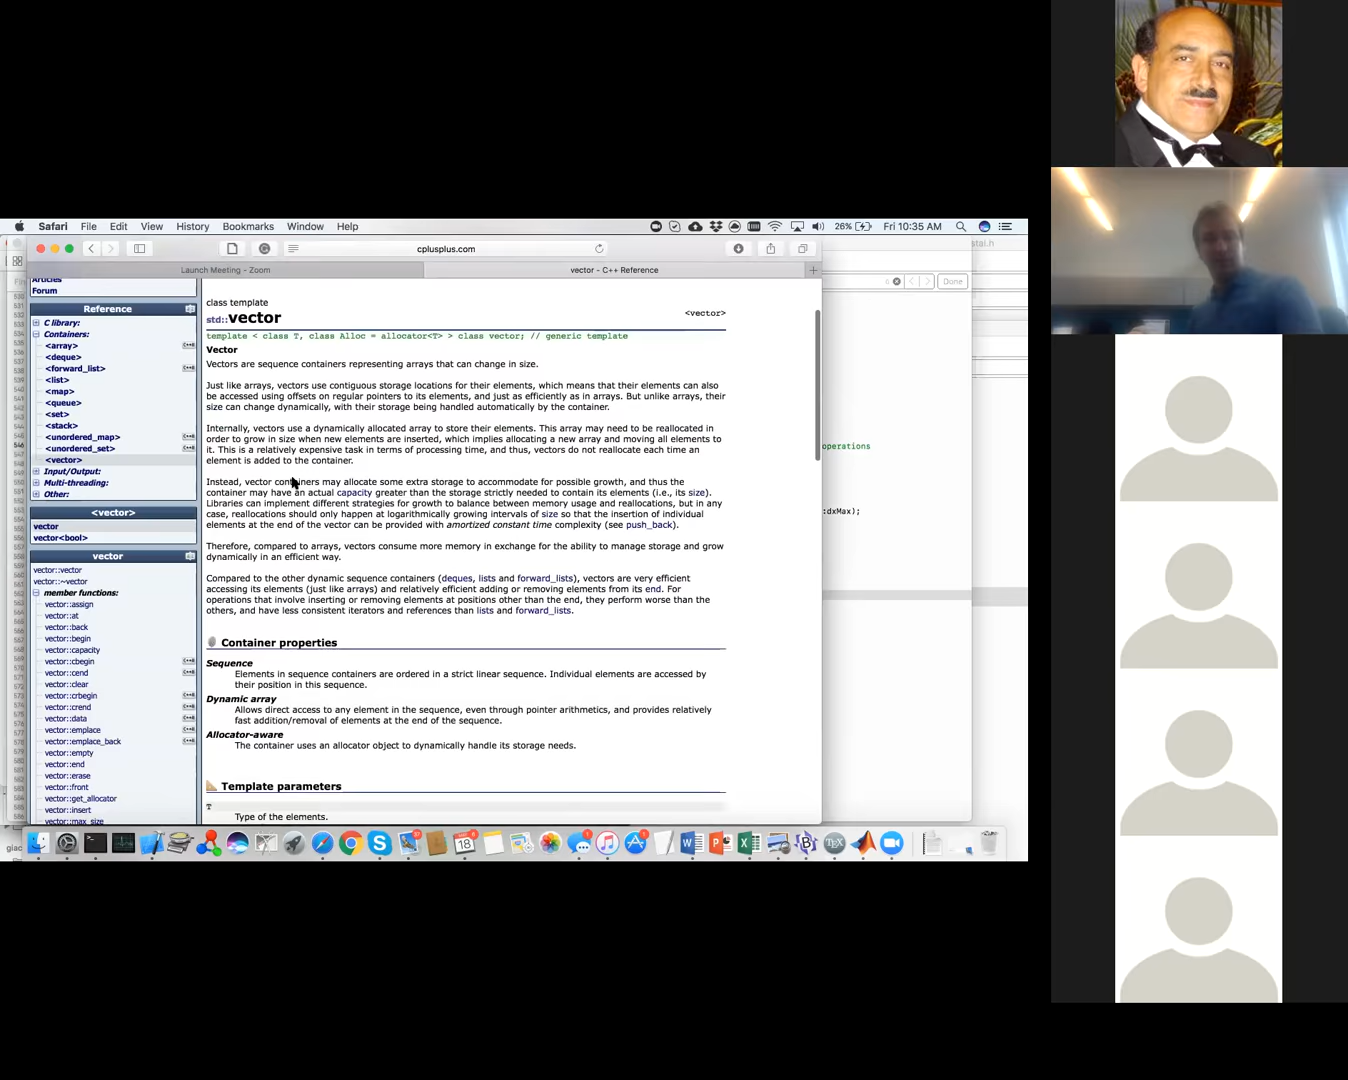 Safari File Edit View History Bookmarks Window Help
26% Fri 10:35 AM
cplusplus.com
stal.h
Launch Meeting - Zoom
vector - C++ Reference
Done
Articles
Forum
Reference
C library:
Containers:
<array>
<deque>
<forward_list>
<list>
<map>
<queue>
<set>
<stack>
<unordered_map>
<unordered_set>
<vector>
Input/Output:
Multi-threading:
Other:
<vector>
vector
vector<bool>
vector
vector::vector
vector::~vector
member functions:
vector::assign
vector::at
vector::back
vector::begin
vector::capacity
vector::cbegin
vector::cend
vector::clear
vector::crbegin
vector::crend
vector::data
vector::emplace
vector::emplace_back
vector::empty
vector::end
vector::erase
vector::front
vector::get_allocator
vector::insert
vector::max_size
class template
std::vector
<vector>
template < class T, class Alloc = allocator<T> > class vector; // generic template
Vector
Vectors are sequence containers representing arrays that can change in size.
Just like arrays, vectors use contiguous storage locations for their elements, which means that their elements can also
be accessed using offsets on regular pointers to its elements, and just as efficiently as in arrays. But unlike arrays, their
size can change dynamically, with their storage being handled automatically by the container.
Internally, vectors use a dynamically allocated array to store their elements. This array may need to be reallocated in
order to grow in size when new elements are inserted, which implies allocating a new array and moving all elements to
it. This is a relatively expensive task in terms of processing time, and thus, vectors do not reallocate each time an
element is added to the container.
Instead, vector containers may allocate some extra storage to accommodate for possible growth, and thus the
container may have an actual capacity greater than the storage strictly needed to contain its elements (i.e., its size).
Libraries can implement different strategies for growth to balance between memory usage and reallocations, but in any
case, reallocations should only happen at logarithmically growing intervals of size so that the insertion of individual
elements at the end of the vector can be provided with amortized constant time complexity (see push_back).
Therefore, compared to arrays, vectors consume more memory in exchange for the ability to manage storage and grow
dynamically in an efficient way.
Compared to the other dynamic sequence containers (deques, lists and forward_lists), vectors are very efficient
accessing its elements (just like arrays) and relatively efficient adding or removing elements from its end. For
operations that involve inserting or removing elements at positions other than the end, they perform worse than the
others, and have less consistent iterators and references than lists and forward_lists.
Container properties
Sequence
Elements in sequence containers are ordered in a strict linear sequence. Individual elements are accessed by
their position in this sequence.
Dynamic array
Allows direct access to any element in the sequence, even through pointer arithmetics, and provides relatively
fast addition/removal of elements at the end of the sequence.
Allocator-aware
The container uses an allocator object to dynamically handle its storage needs.
Template parameters
T
Type of the elements.
operations
:dxMax);
giac
18